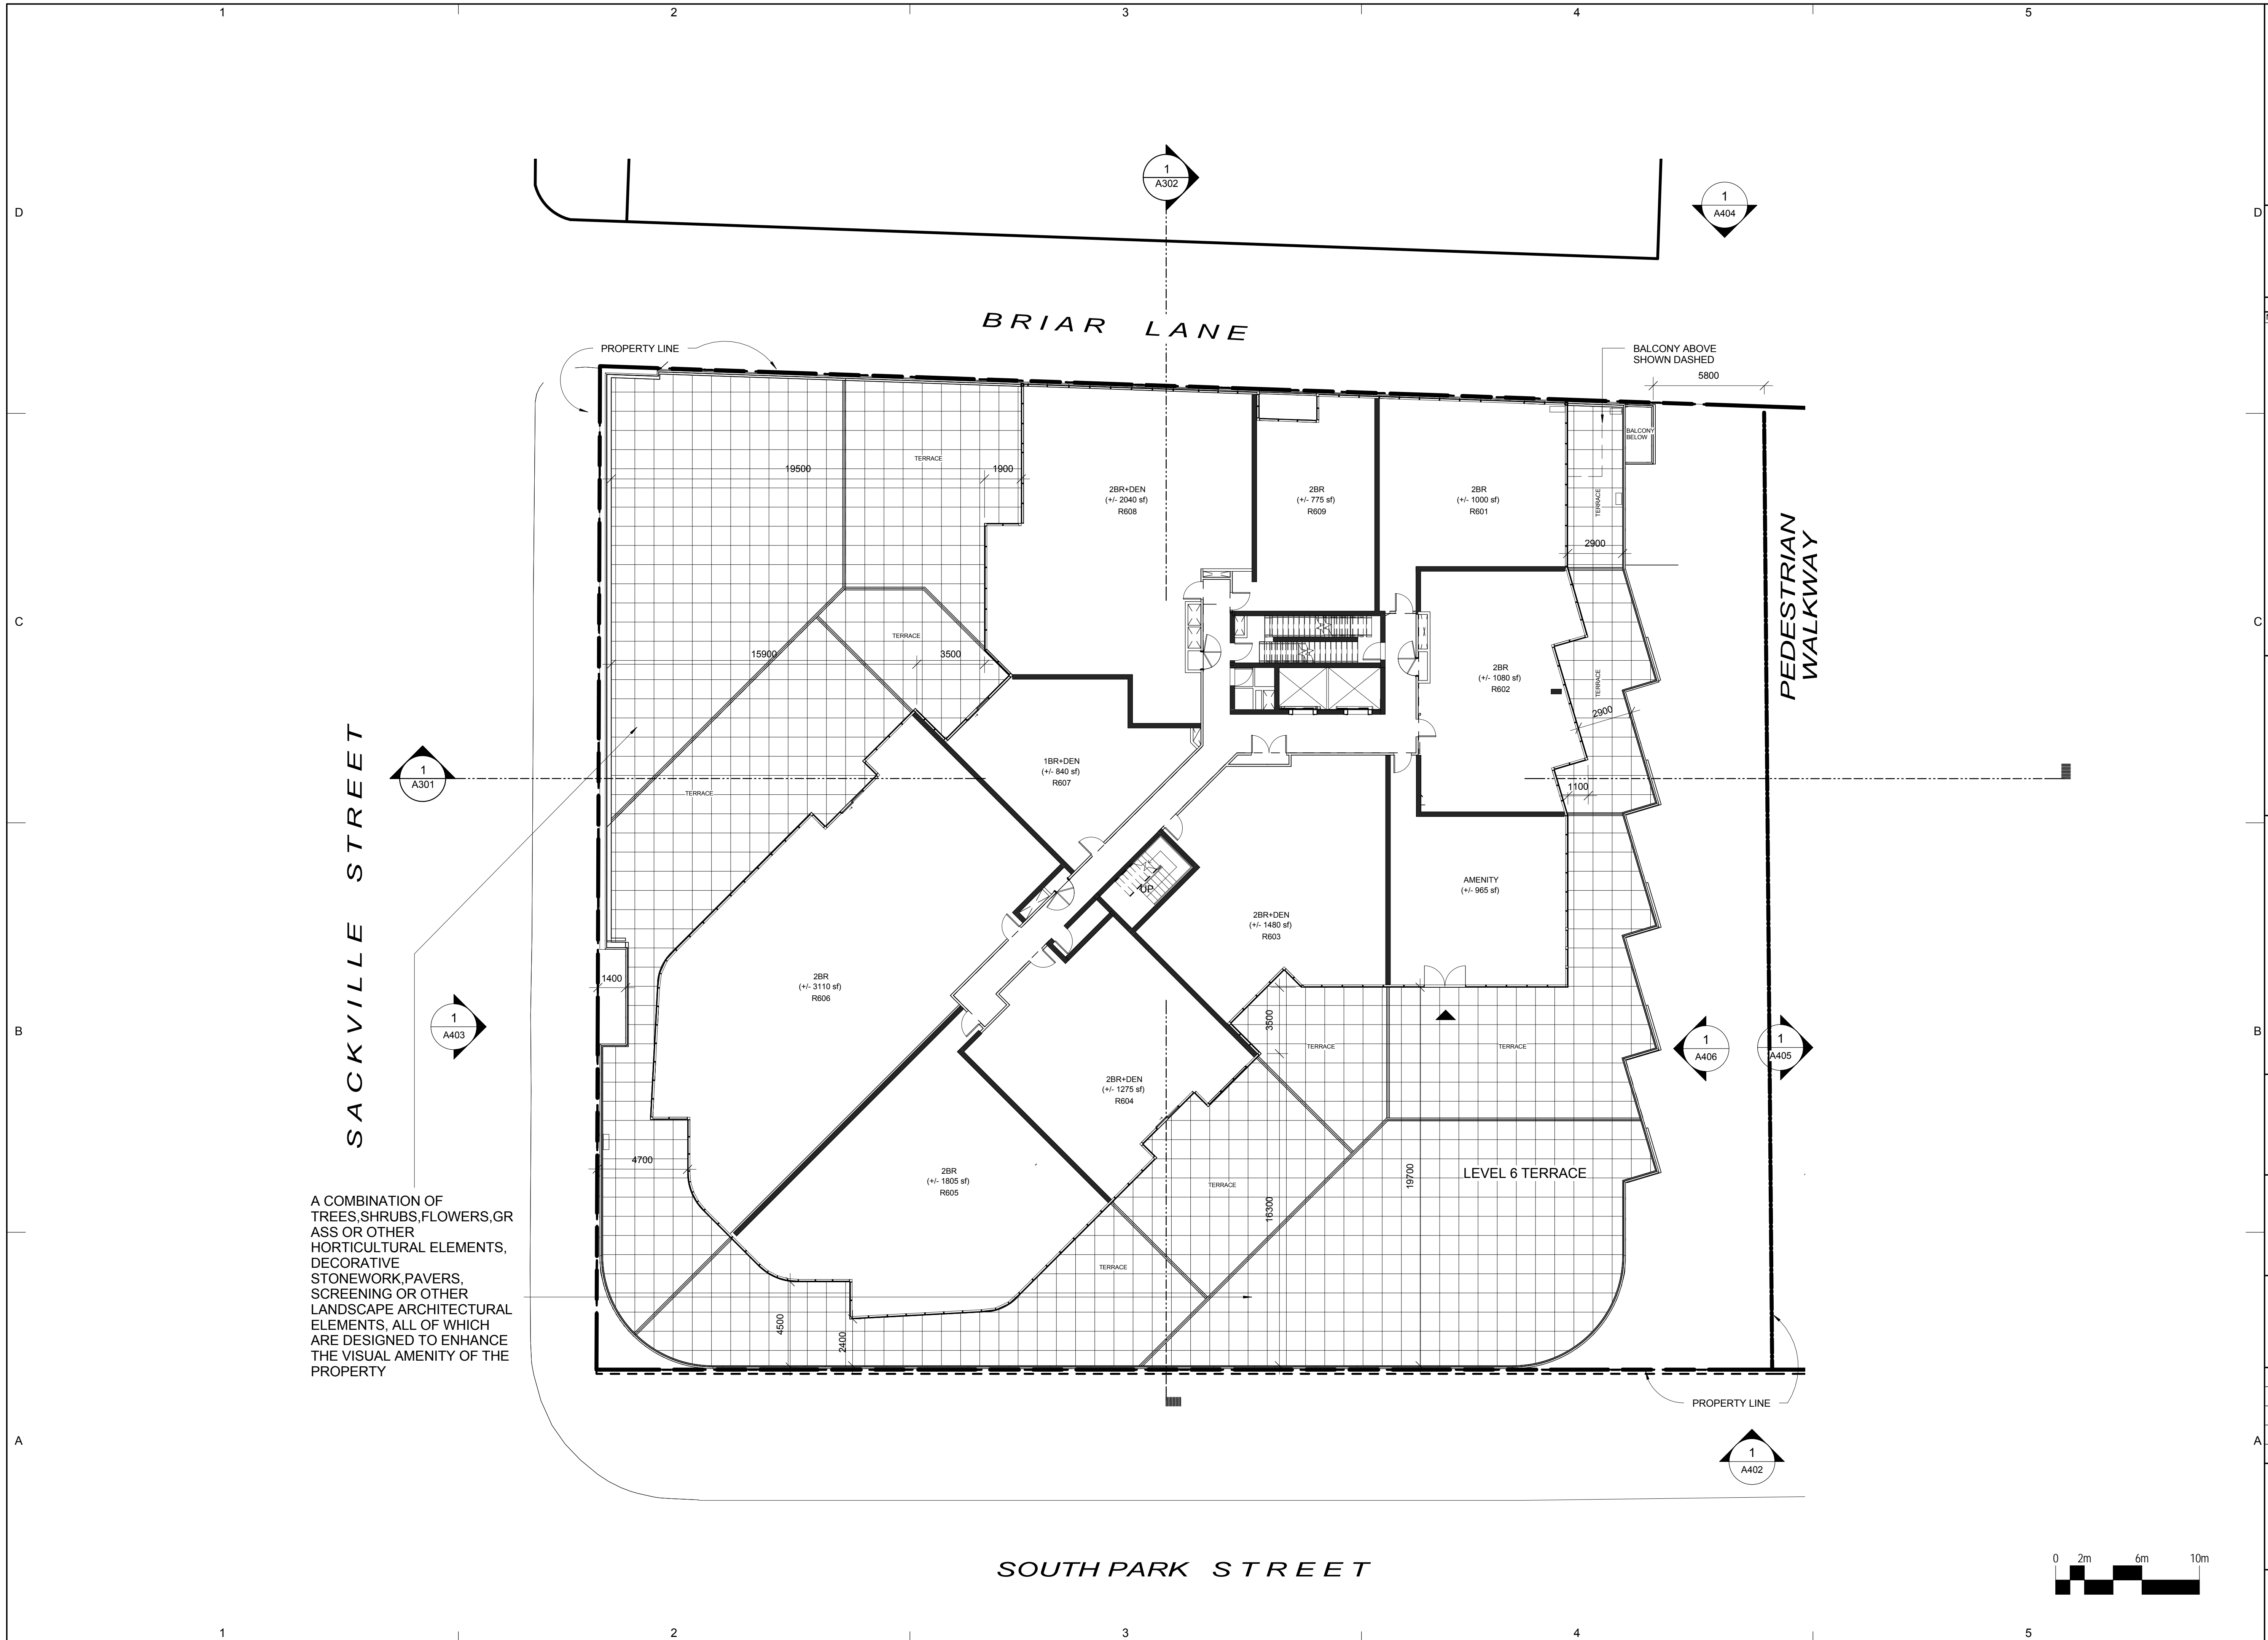 1 2 3 4 5
1
A302
1
A404
D D
BRIAR LANE
PROPERTY LINE
BALCONY ABOVE
SHOWN DASHED
5800
BALCONY
BELOW
19500
TERRACE
1900
2BR+DEN
(+/- 2040 sf)
R608
2BR
(+/- 775 sf)
R609
2BR
(+/- 1000 sf)
R601
TERRACE
2900
PEDESTRIAN
WALKWAY
C C
TERRACE
15900
3500
2BR
(+/- 1080 sf)
R602
TERRACE
2900
1100
SACKVILLE STREET
1
A301
TERRACE
1BR+DEN
(+/- 840 sf)
R607
UP
AMENITY
(+/- 965 sf)
2BR+DEN
(+/- 1480 sf)
R603
1400
2BR
(+/- 3110 sf)
R606
1
A403
B B
3500
TERRACE
TERRACE
1
A406
1
A405
2BR+DEN
(+/- 1275 sf)
R604
4700
2BR
(+/- 1805 sf)
R605
TERRACE
16300
19700
LEVEL 6 TERRACE
A COMBINATION OF
TREES,SHRUBS,FLOWERS,GR
ASS OR OTHER
HORTICULTURAL ELEMENTS,
DECORATIVE
STONEWORK,PAVERS,
SCREENING OR OTHER
LANDSCAPE ARCHITECTURAL
ELEMENTS, ALL OF WHICH
ARE DESIGNED TO ENHANCE
THE VISUAL AMENITY OF THE
PROPERTY
TERRACE
4500
2400
PROPERTY LINE
A A
1
A402
SOUTH PARK STREET
0 2m 6m 10m
1 2 3 4 5